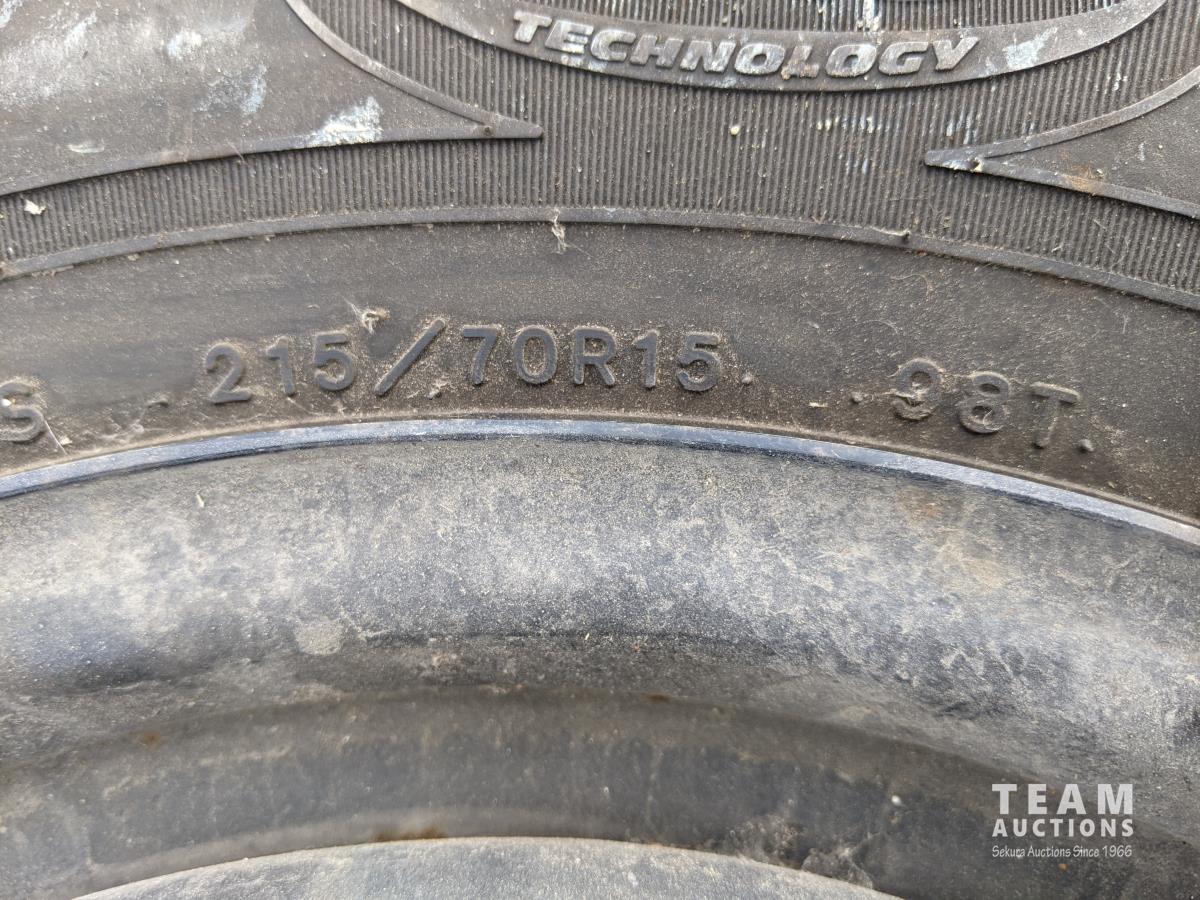 TECHNOLOGY
S 215/70R15 98T
TEAM
AUCTIONS
Sekura Auctions Since 1966